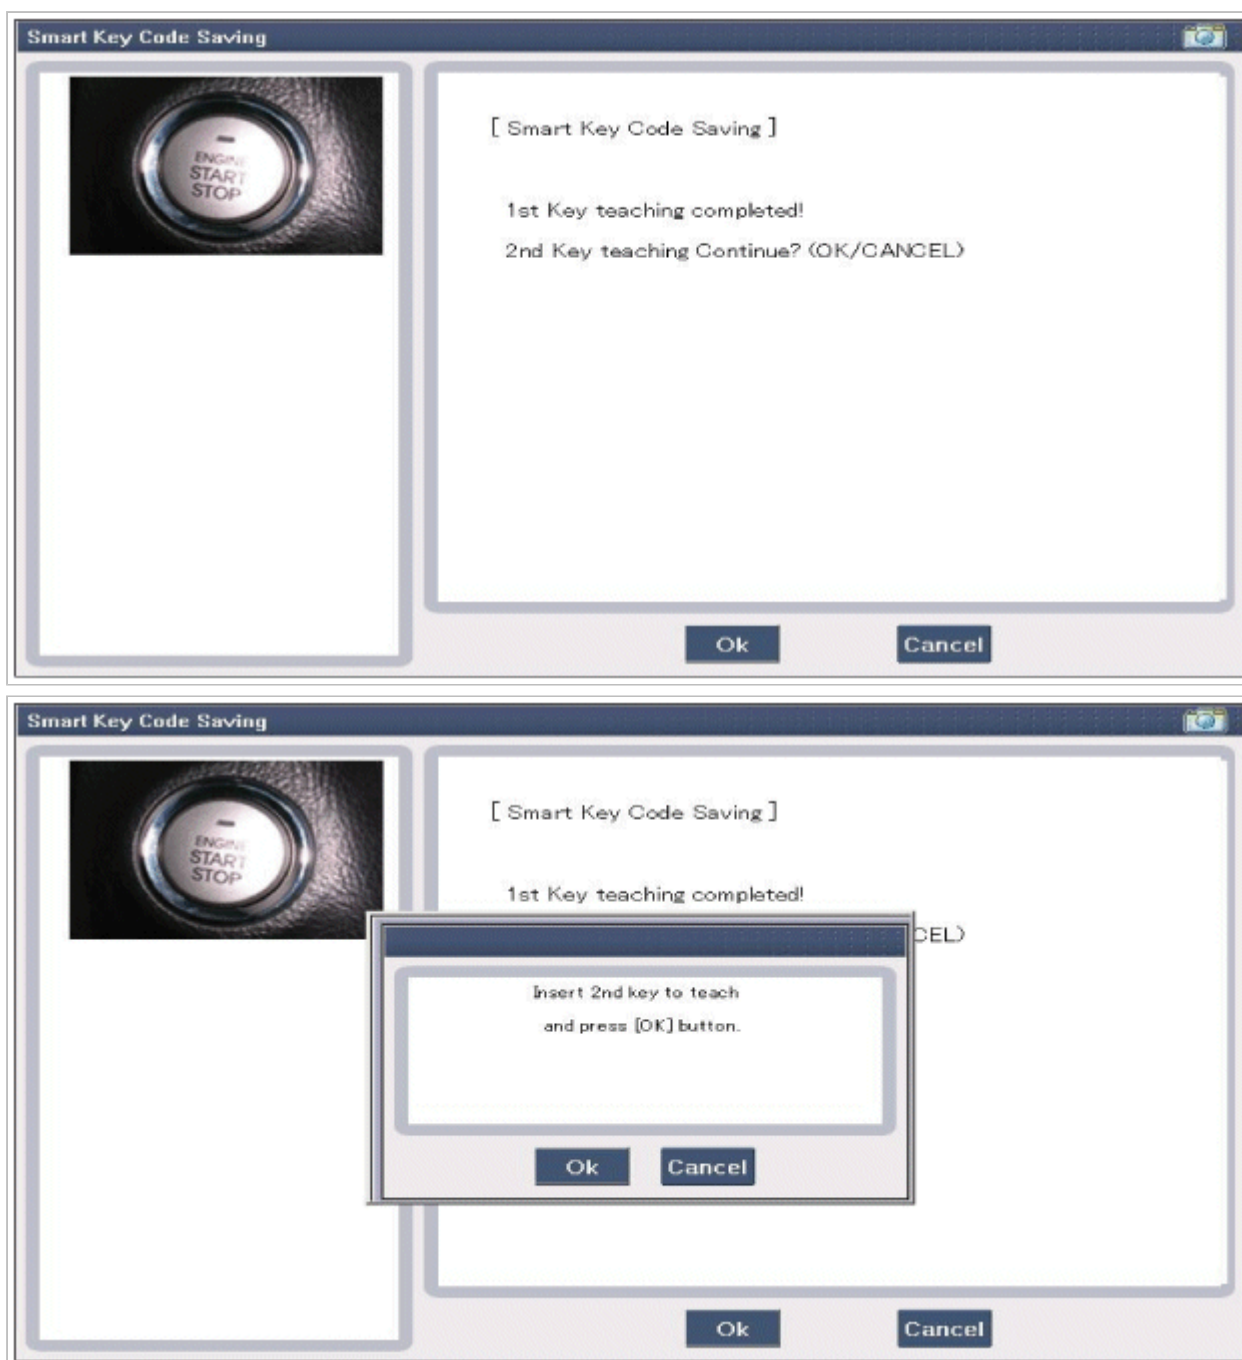 Smart Key Code Saving
ENGINE
START
STOP
[ Smart Key Code Saving ]
1st Key teaching completed!
2nd Key teaching Continue? (OK/CANCEL)
Ok
Cancel
Smart Key Code Saving
ENGINE
START
STOP
[ Smart Key Code Saving ]
1st Key teaching completed!
CEL)
Insert 2nd key to teach
and press [OK] button.
Ok
Cancel
Ok
Cancel